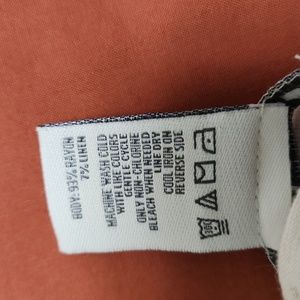 BODY: 93% RAYON
7% LINEN
MACHINE WASH COLD
WITH LIKE COLORS
GENTLE CYCLE
ONLY NON-CHLORINE
BLEACH WHEN NEEDED
LINE DRY
COOL IRON ON
REVERSE SIDE